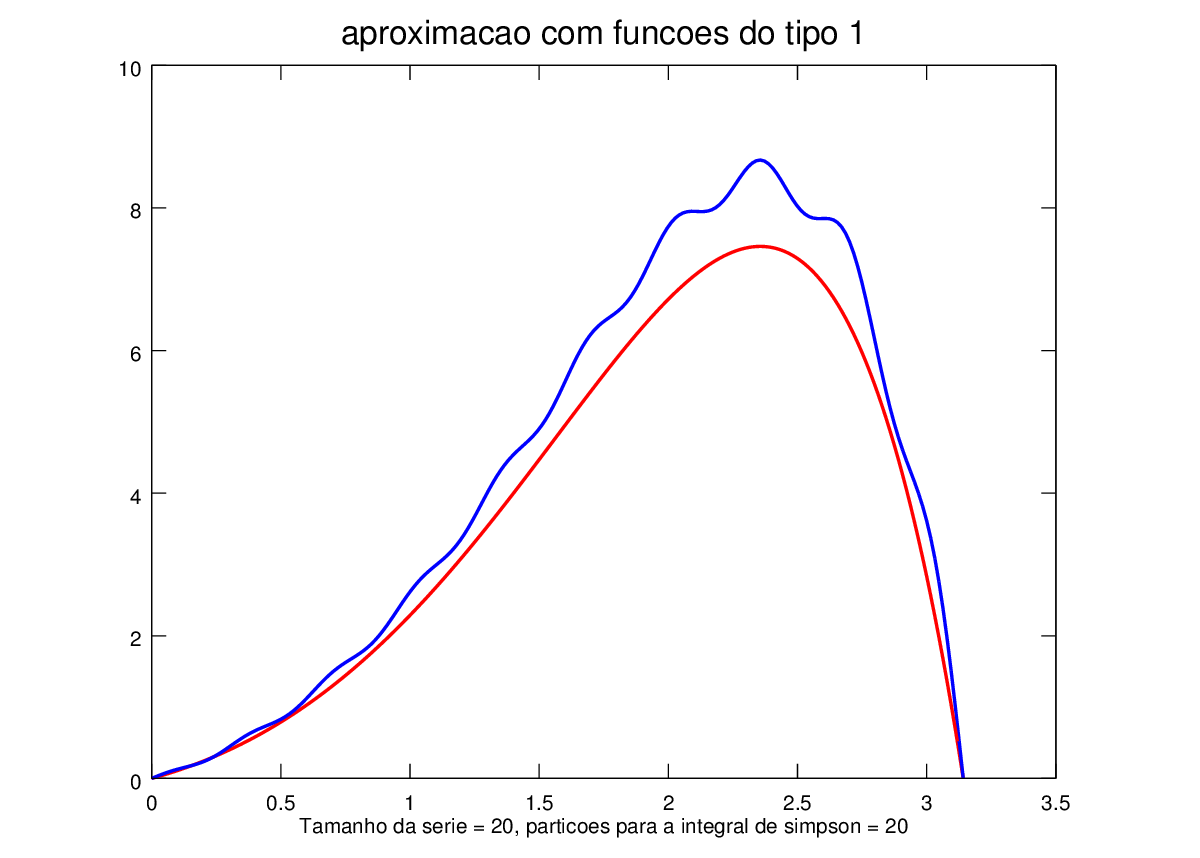 aproximacao com funcoes do tipo 1
10
8
6
4
2
0
0 0.5 1 1.5 2 2.5 3 3.5
Tamanho da serie = 20, particoes para a integral de simpson = 20